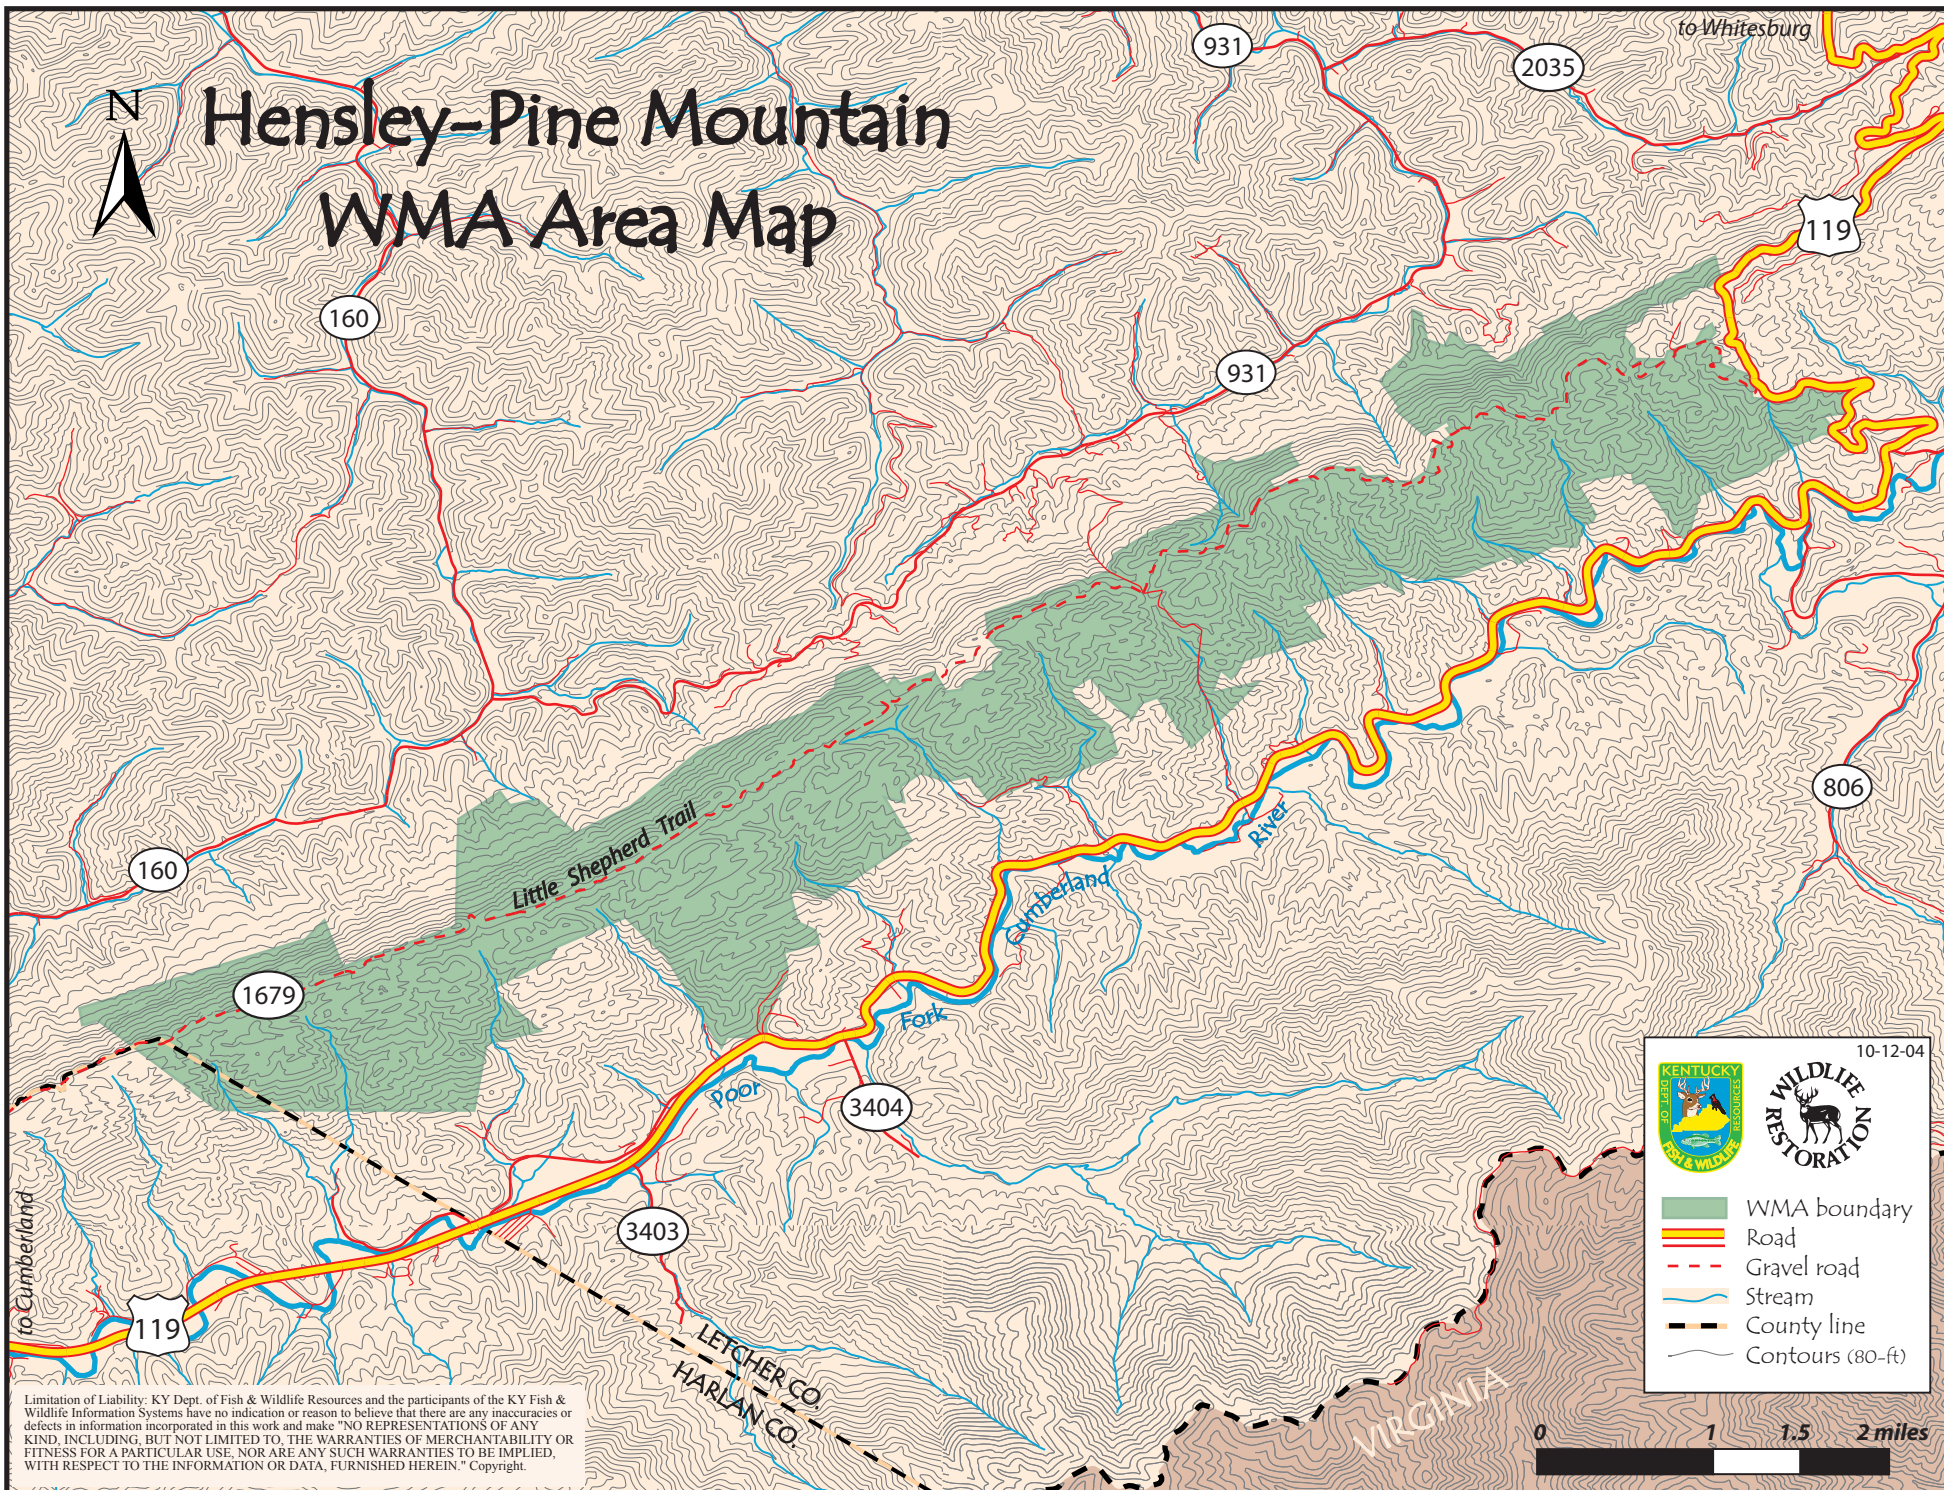 to Whitesburg
931
2035
N
Hensley-Pine Mountain
WMA Area Map
119
160
931
806
Little Shepherd Trail
160
River
Cumberland
1679
Fork
Poor
3404
3403
to Cumberland
119
LETCHER CO.
HARLAN CO.
VIRGINIA
10-12-04
KENTUCKY
DEPT. OF
RESOURCES
FISH & WILDLIFE
WILDLIFE
RESTORATION
WMA boundary
Road
Gravel road
Stream
County line
Contours (80-ft)
0 1 1.5 2 miles
Limitation of Liability: KY Dept. of Fish & Wildlife Resources and the participants of the KY Fish &
Wildlife Information Systems have no indication or reason to believe that there are any inaccuracies or
defects in information incorporated in this work and make "NO REPRESENTATIONS OF ANY
KIND, INCLUDING, BUT NOT LIMITED TO, THE WARRANTIES OF MERCHANTABILITY OR
FITNESS FOR A PARTICULAR USE, NOR ARE ANY SUCH WARRANTIES TO BE IMPLIED,
WITH RESPECT TO THE INFORMATION OR DATA, FURNISHED HEREIN." Copyright.